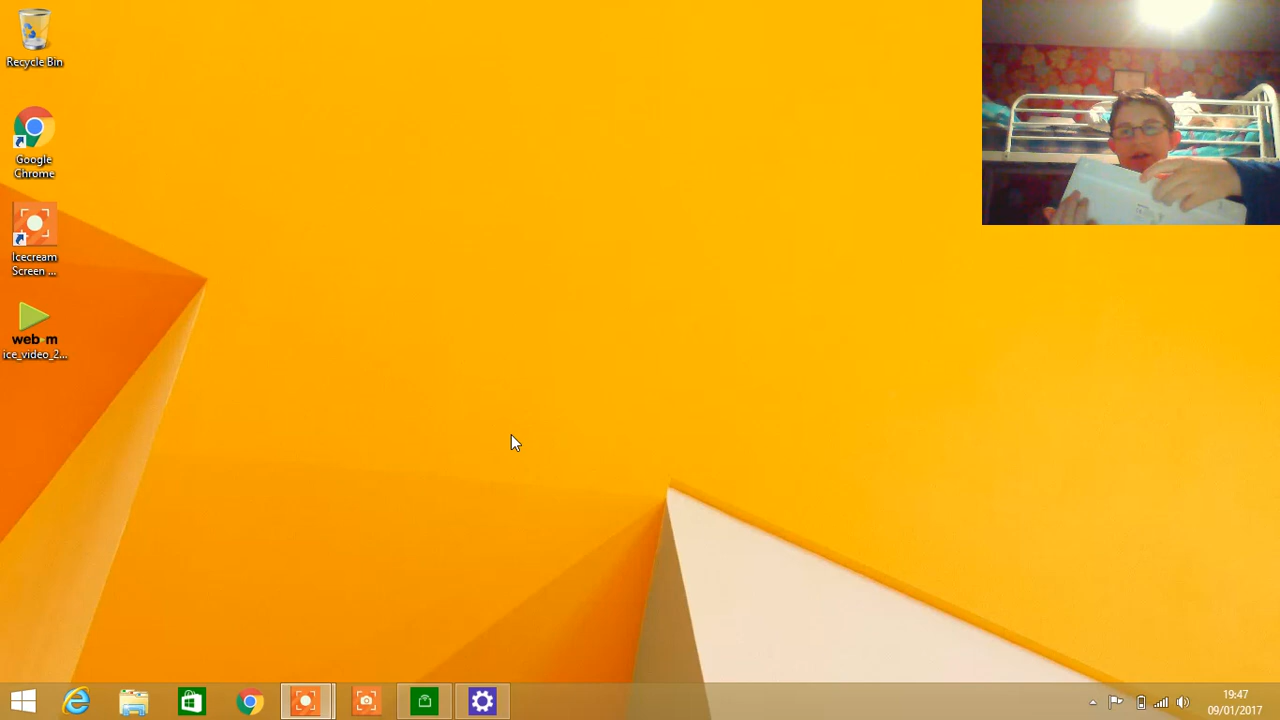 Recycle Bin
Google
Chrome
Icecream
Screen ...
web m
ice_video_2...
19:47
09/01/2017